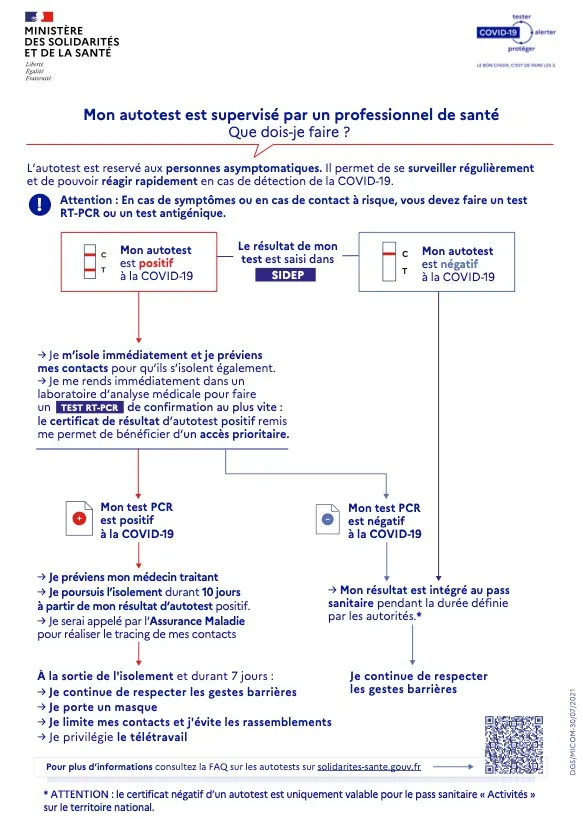 MINISTÈRE
DES SOLIDARITÉS
ET DE LA SANTÉ
Liberté
Égalité
Fraternité
tester
COVID-19
alerter
protéger
LE BON CHOIX, C'EST DE FAIRE LES 3.
Mon autotest est supervisé par un professionnel de santé
Que dois-je faire ?
L'autotest est reservé aux personnes asymptomatiques. Il permet de se surveiller régulièrement
et de pouvoir réagir rapidement en cas de détection de la COVID-19.
! Attention : En cas de symptômes ou en cas de contact à risque, vous devez faire un test
RT-PCR ou un test antigénique.
C
T
Mon autotest
est positif
à la COVID-19
Le résultat de mon
test est saisi dans
SIDEP
C
T
Mon autotest
est négatif
à la COVID-19
→ Je m'isole immédiatement et je préviens
mes contacts pour qu'ils s'isolent également.
→ Je me rends immédiatement dans un
laboratoire d'analyse médicale pour faire
un TEST RT-PCR de confirmation au plus vite :
le certificat de résultat d'autotest positif remis
me permet de bénéficier d'un accès prioritaire.
+
Mon test PCR
est positif
à la COVID-19
-
Mon test PCR
est négatif
à la COVID-19
→ Je préviens mon médecin traitant
→ Je poursuis l'isolement durant 10 jours
à partir de mon résultat d'autotest positif.
→ Je serai appelé par l'Assurance Maladie
pour réaliser le tracing de mes contacts
→ Mon résultat est intégré au pass
sanitaire pendant la durée définie
par les autorités.*
À la sortie de l'isolement et durant 7 jours :
→ Je continue de respecter les gestes barrières
→ Je porte un masque
→ Je limite mes contacts et j'évite les rassemblements
→ Je privilégie le télétravail
Je continue de respecter
les gestes barrières
Pour plus d'informations consultez la FAQ sur les autotests sur solidarites-sante.gouv.fr
DGS/MICOM-30/07/2021
* ATTENTION : le certificat négatif d'un autotest est uniquement valable pour le pass sanitaire « Activités »
sur le territoire national.